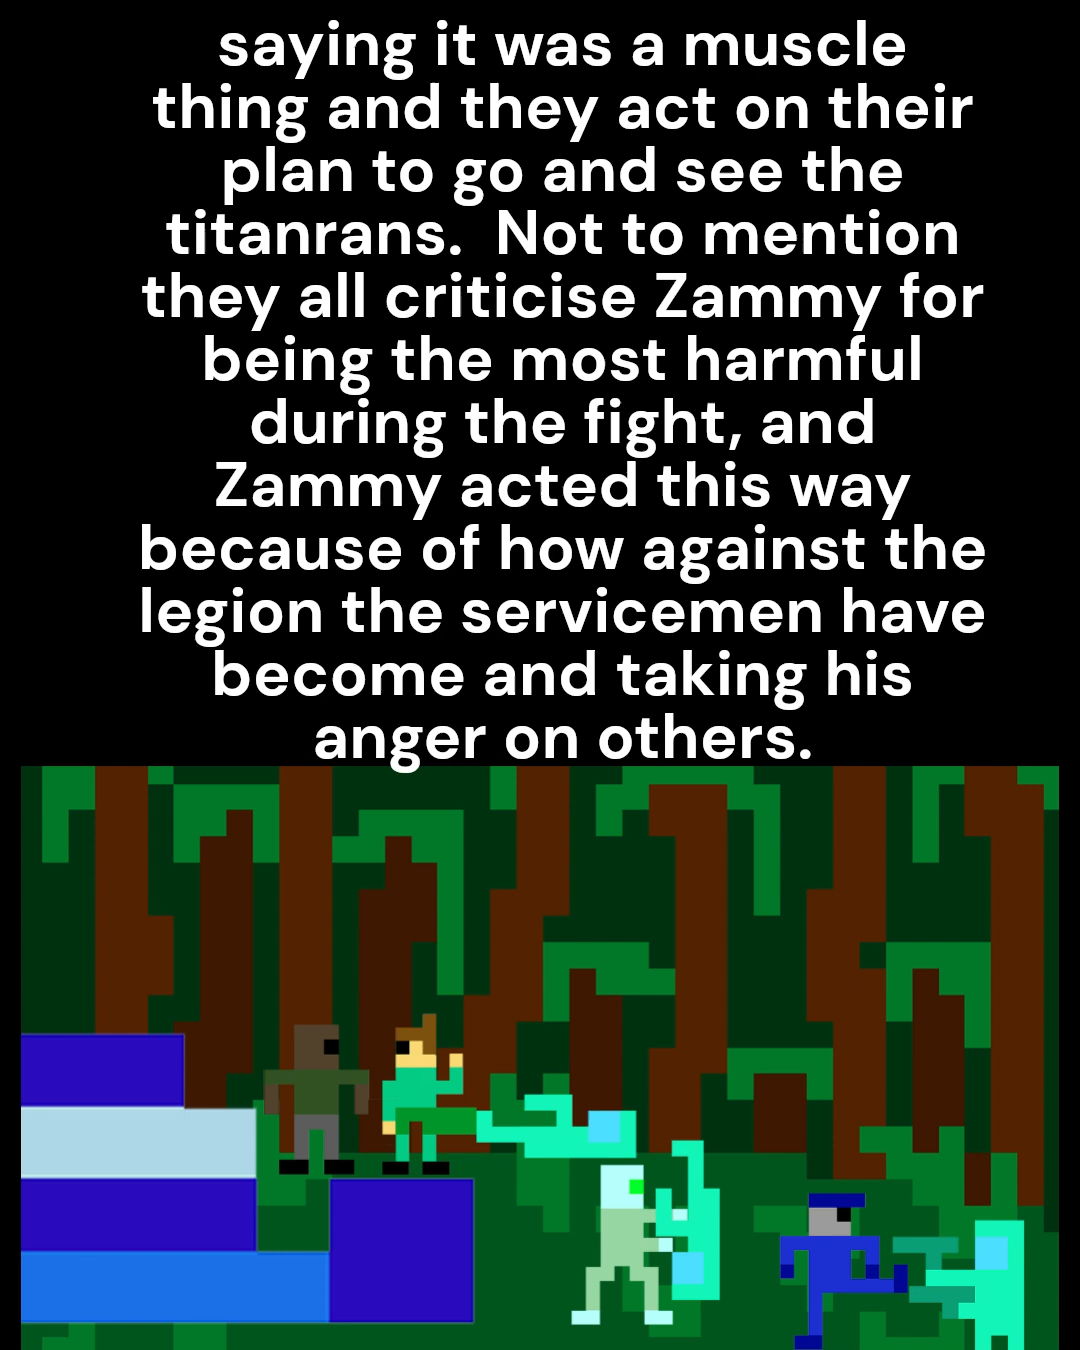 saying it was a muscle
thing and they act on their
plan to go and see the
titanrans.  Not to mention
they all criticise Zammy for
being the most harmful
during the fight, and
Zammy acted this way
because of how against the
legion the servicemen have
become and taking his
anger on others.